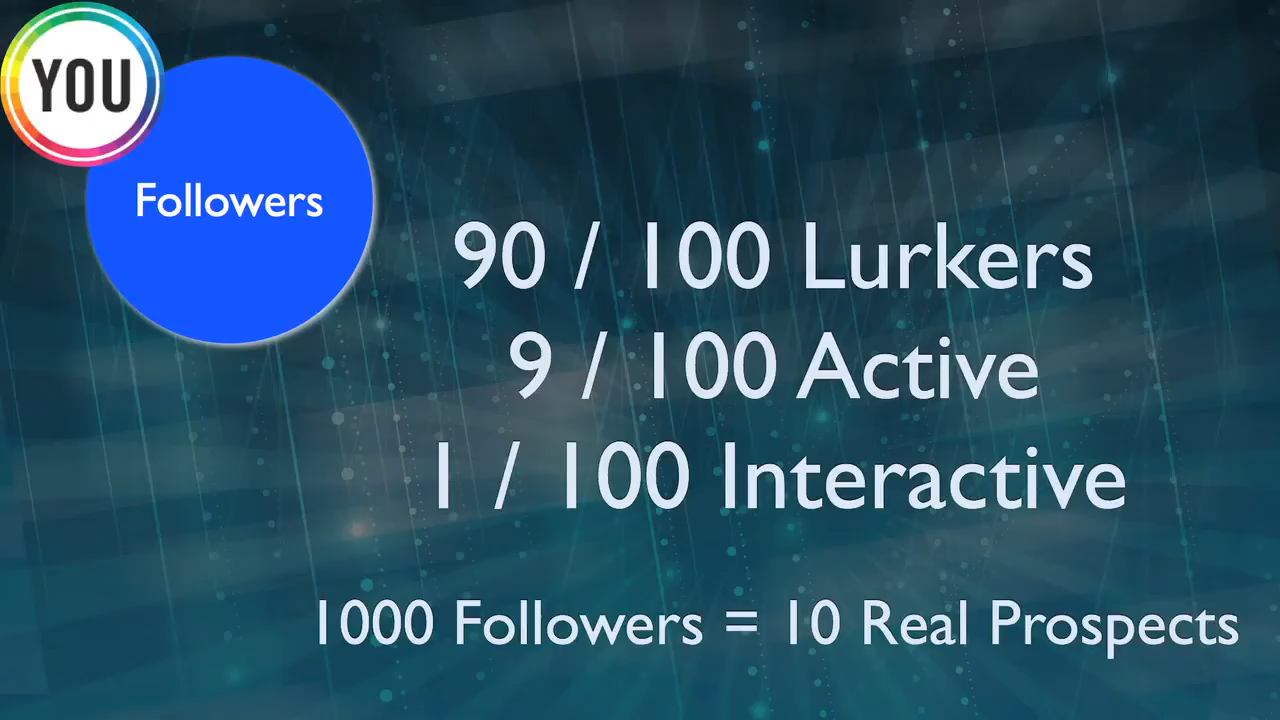 YOU
Followers
90 / 100 Lurkers
9 / 100 Active
1 / 100 Interactive
1000 Followers = 10 Real Prospects